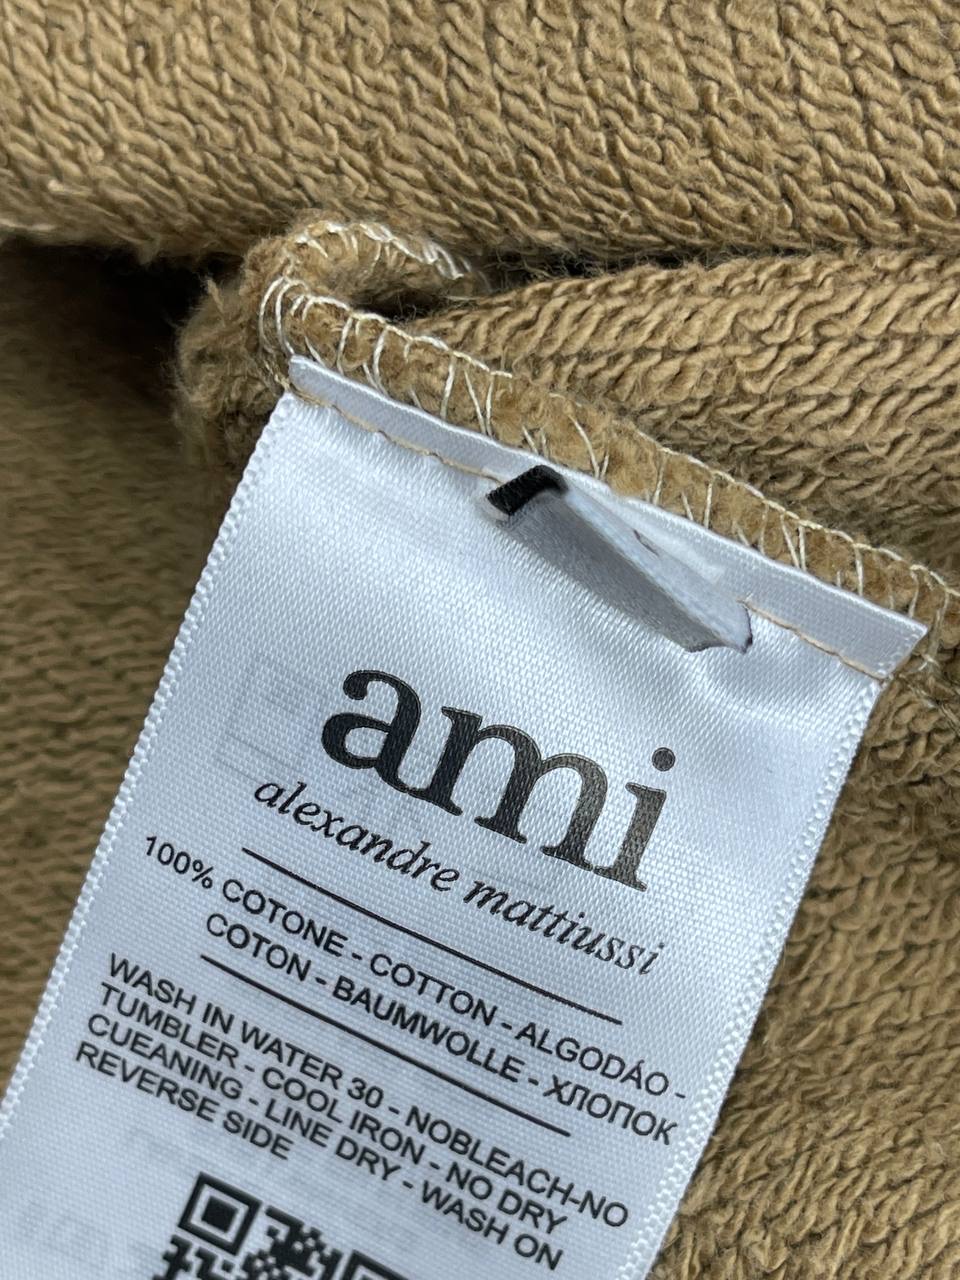 ami
alexandre mattiussi
100% COTONE - COTTON - ALGODÁO -
COTON - BAUMWOLLE - ХЛОПОК
WASH IN WATER 30 - NOBLEACH-NO
TUMBLER - COOL IRON - NO DRY
CUEANING - LINE DRY - WASH ON
REVERSE SIDE